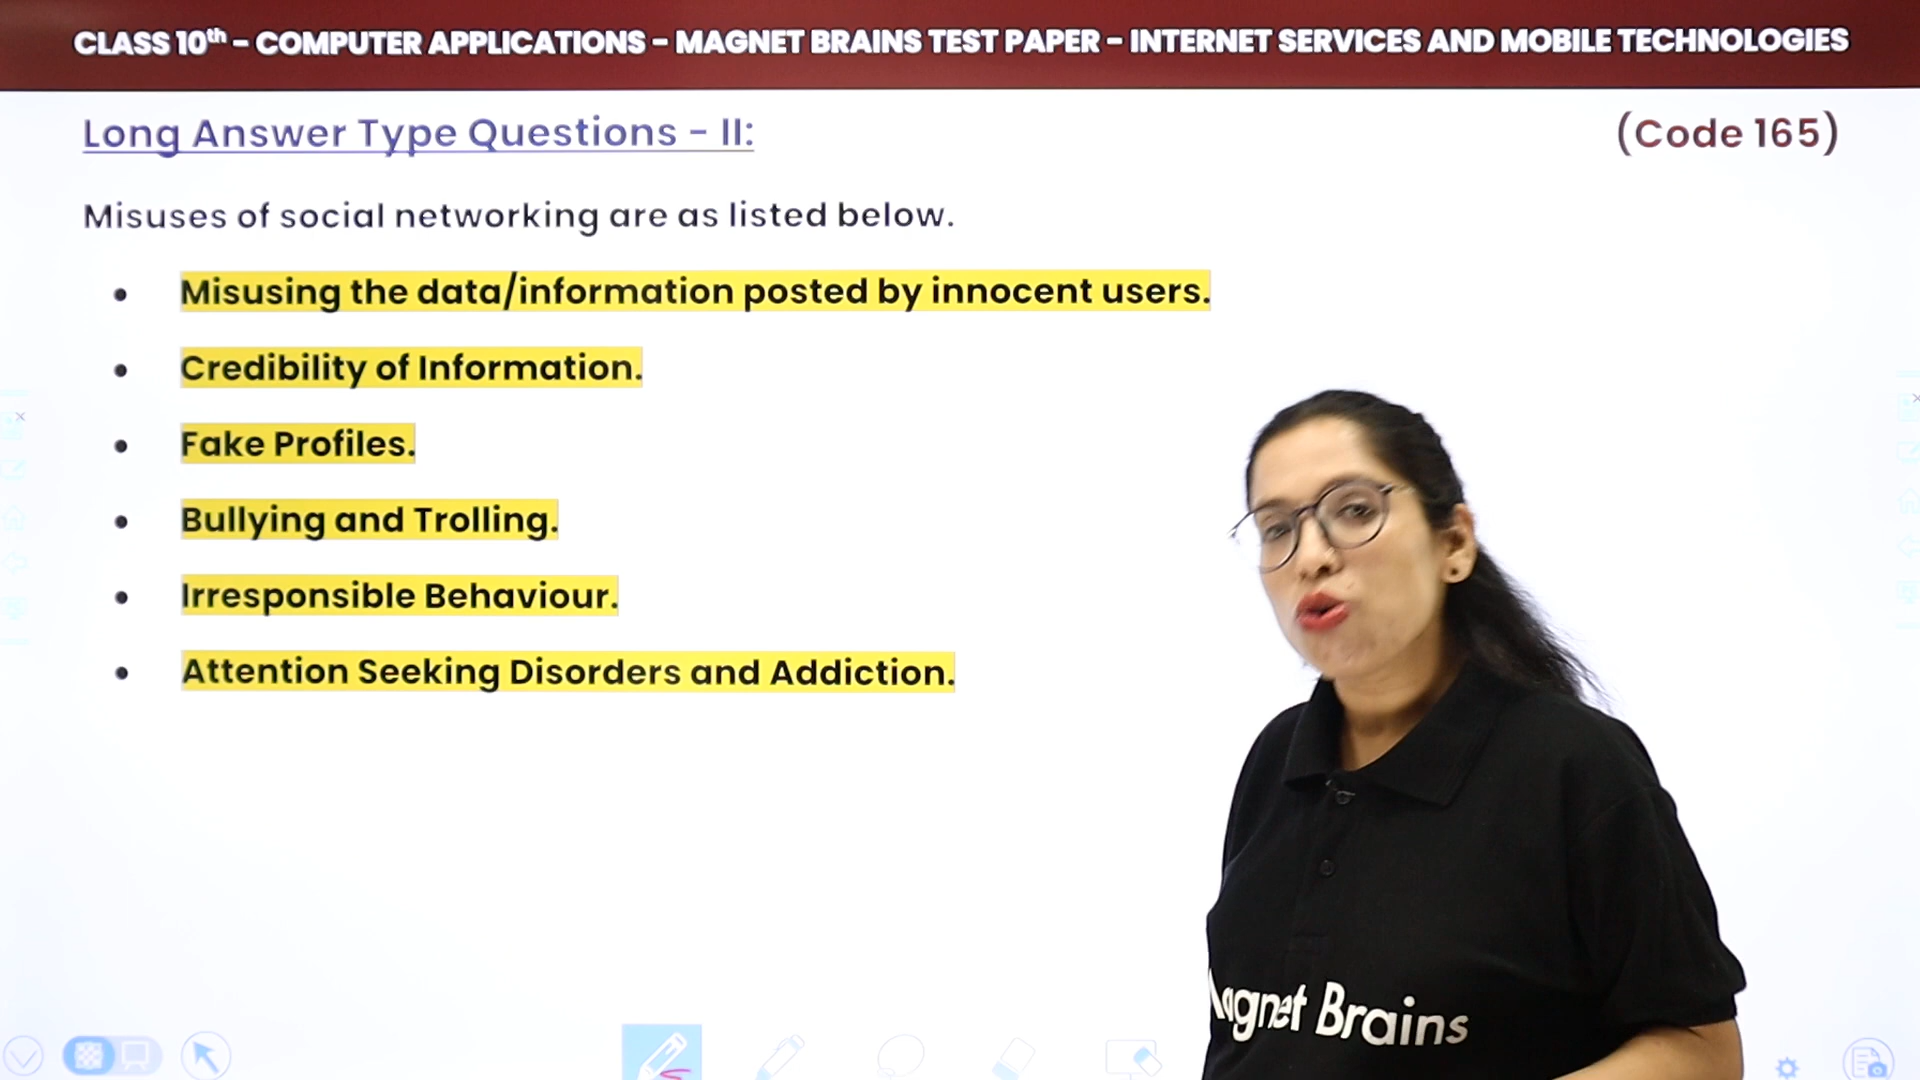 CLASS 10th - COMPUTER APPLICATIONS - MAGNET BRAINS TEST PAPER - INTERNET SERVICES AND MOBILE TECHNOLOGIES
Long Answer Type Questions - II:
(Code 165)
Misuses of social networking are as listed below.
• Misusing the data/information posted by innocent users.
• Credibility of Information.
• Fake Profiles.
• Bullying and Trolling.
• Irresponsible Behaviour.
• Attention Seeking Disorders and Addiction.
agnet Brains